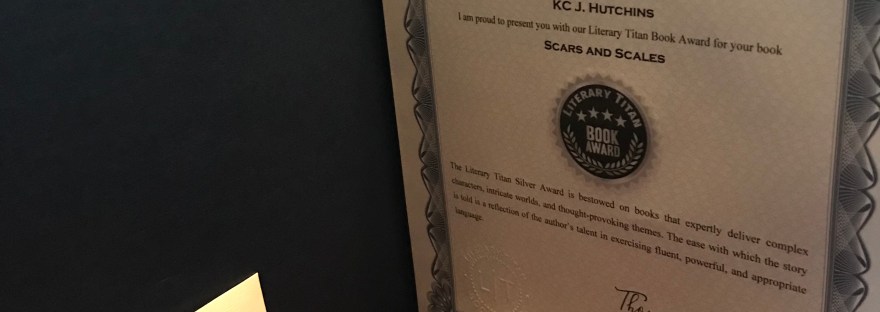 KC J. HUTCHINS
I am proud to present you with our Literary Titan Book Award for your book
SCARS AND SCALES
LITERARY TITAN
BOOK
AWARD
The Literary Titan Silver Award is bestowed on books that expertly deliver complex
characters, intricate worlds, and thought-provoking themes. The ease with which the story
is told is a reflection of the author's talent in exercising fluent, powerful, and appropriate
language.